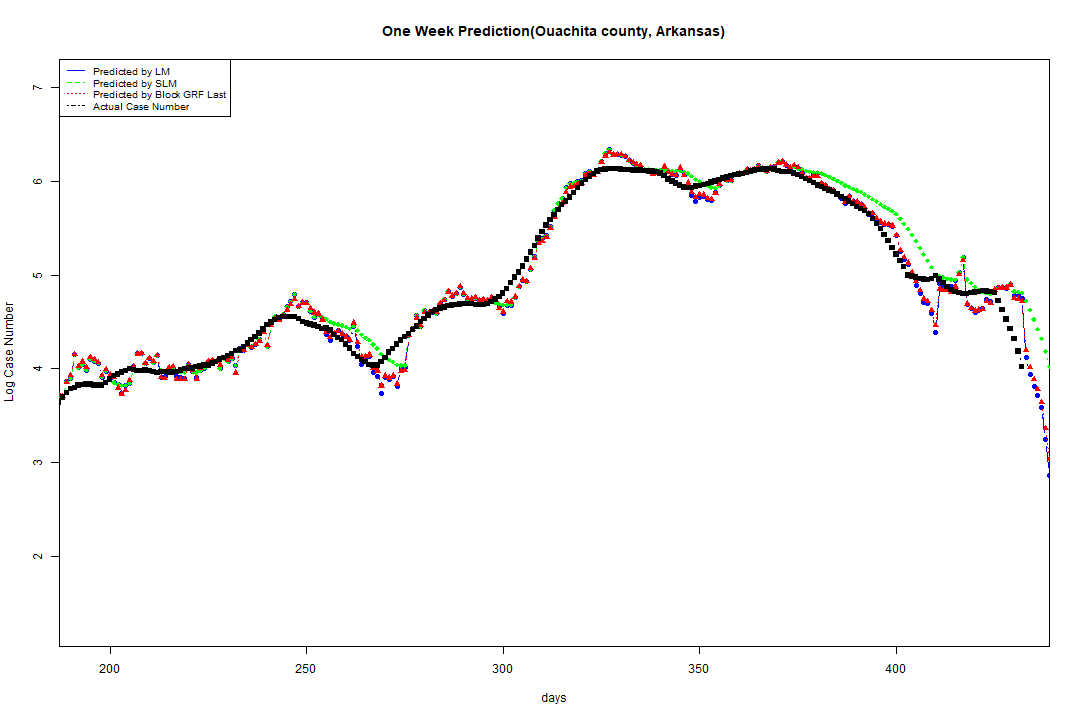 One Week Prediction(Ouachita county, Arkansas)
Predicted by LM
Predicted by SLM
Predicted by Block GRF Last
Actual Case Number
7
6
5
4
3
2
Log Case Number
200 250 300 350 400
days